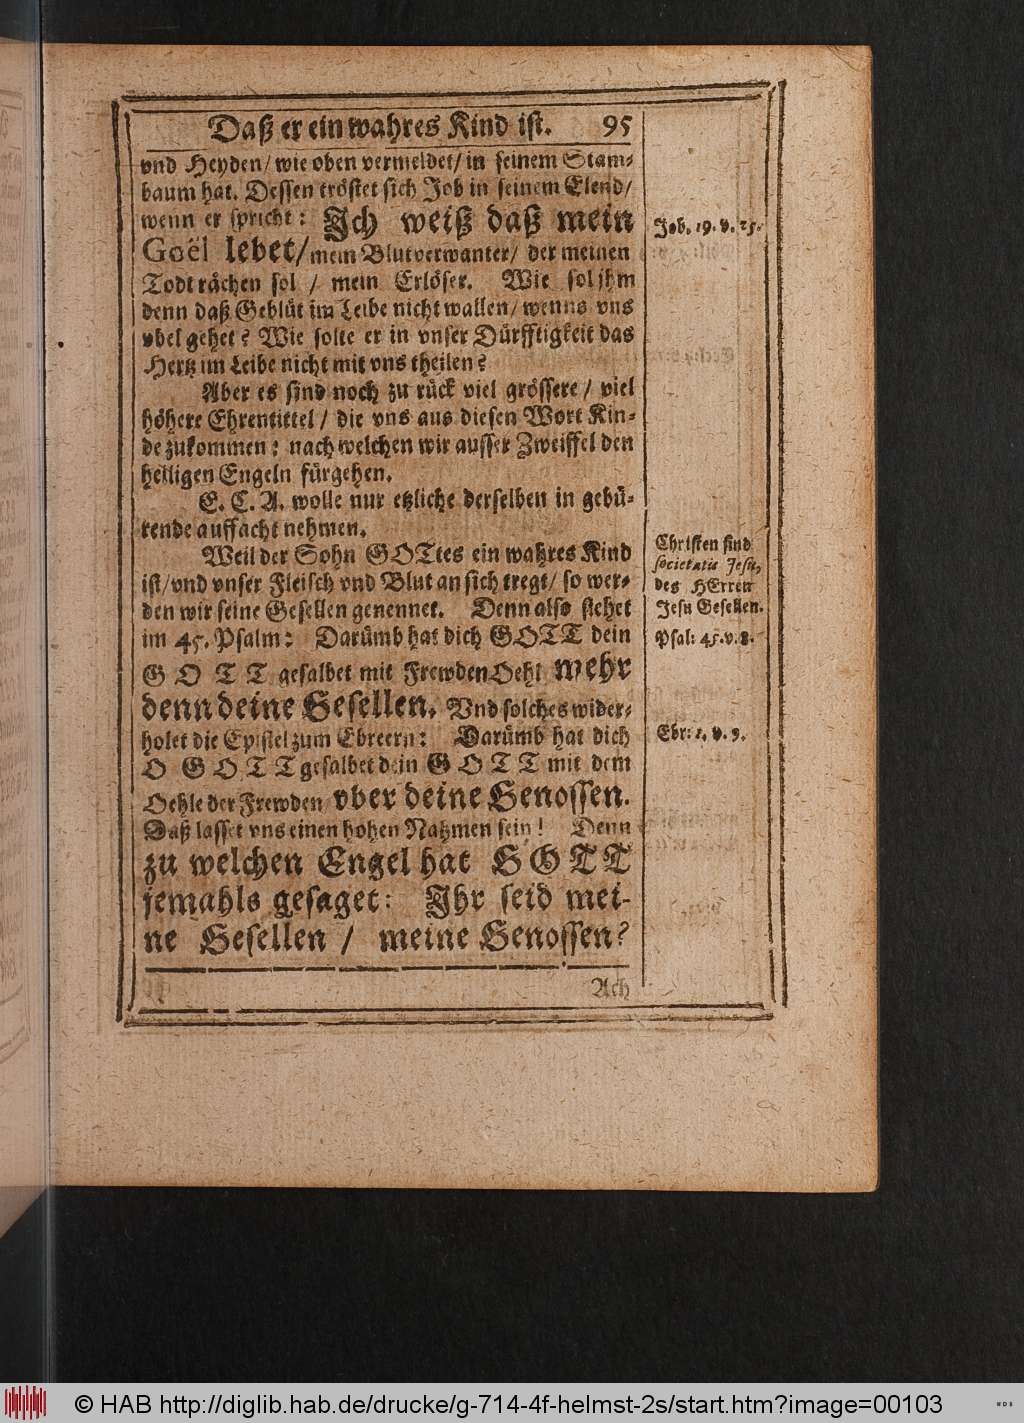 Daß er ein wahres Kind ist. 95
vnd Heyden/ wie oben vermeldet/ in seinem Stam-
baum hat. Dessen tröstet sich Job in seinem Elend/
wenn er spricht: Ich weiß daß mein
Goël lebet/ mein Blutverwanter/ der meinen
Todt rächen sol / mein Erlöser. Wie sol jhm
denn daß Geblüt im Leibe nicht wallen/ wenns vns
vbel gehet? Wie solte er in vnser Dürfftigkeit das
Hertz im Leibe nicht mit vns theilen?
Aber es sind noch zu rück viel grössere / viel
höhere Ehrentittel / die vns aus diesen Wort Kin-
de zukommen: nach welchen wir ausser Zweiffel den
heiligen Engeln fürgehen.
E. C. A. wolle nur etzliche derselben in gebü-
rende auffacht nehmen.
Weil der Sohn GOTtes ein wahres Kind
ist/ vnd vnser Fleisch vnd Blut an sich tregt/ so wer-
den wir seine Gesellen genennet. Denn also stehet
im 45. Psalm: Darümb hat dich GOTT dein
GOTT gesalbet mit FrewdenOehl mehr
denn deine Gesellen. Vnd solches wider-
holet die Epistel zum Ebreern: Darümb hat dich
O GOTT gesalbet dein GOTT mit dem
Oehle der Frewden vber deine Genossen.
Daß lasset vns einen hohen Nahmen sein! Denn
zu welchen Engel hat GOTT
jemahls gesaget: Ihr seid mei-
ne Gesellen / meine Genossen?
Ach
Job. 19. v. 25.
Christen sind
societatis Jesu,
des HErren
Jesu Gesellen.
Psal: 45. v. 8.
Ebr: 1. v. 9.
© HAB http://diglib.hab.de/drucke/g-714-4f-helmst-2s/start.htm?image=00103